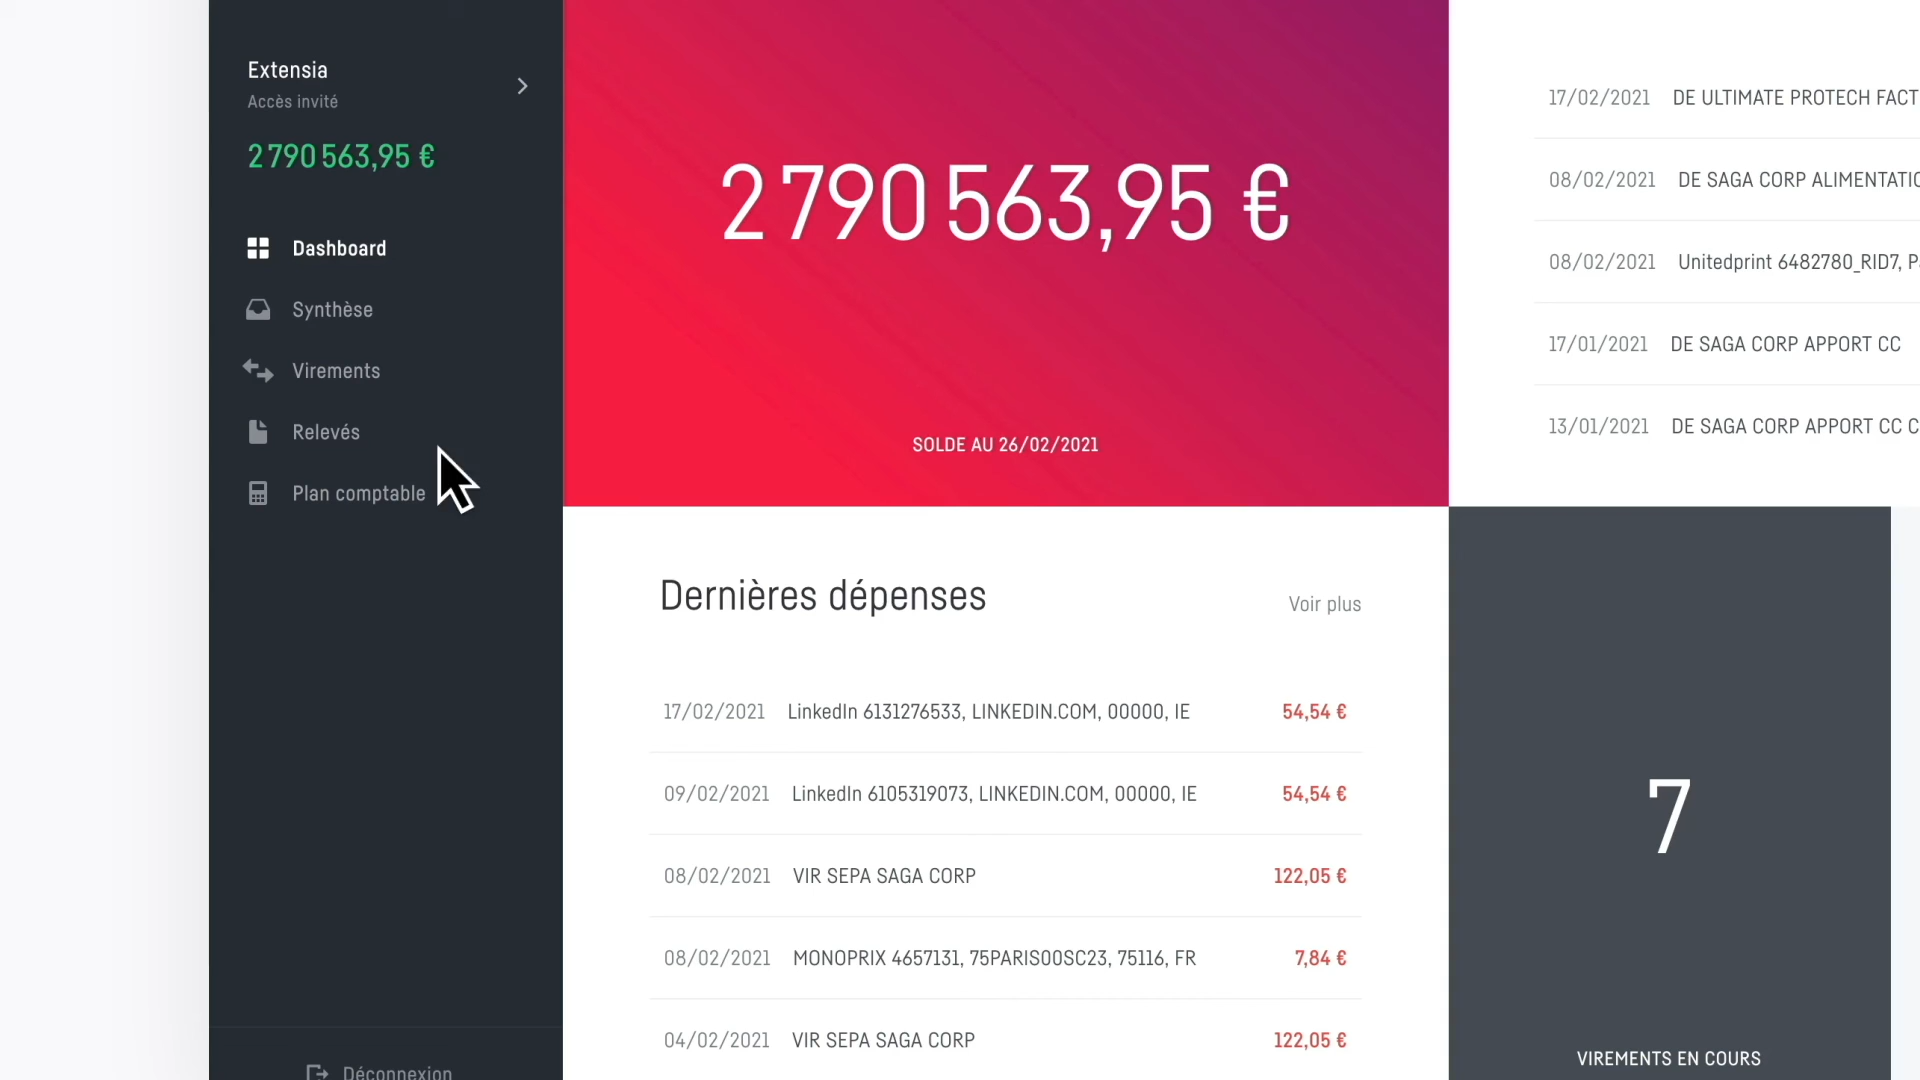 Extensia
Accès invité
2 790 563,95 €
Dashboard
Synthèse
Virements
Relevés
Plan comptable
Déconnexion
2 790 563,95 €
SOLDE AU 26/02/2021
Dernières dépenses
Voir plus
17/02/2021 LinkedIn 6131276533, LINKEDIN.COM, 00000, IE 54,54 €
09/02/2021 LinkedIn 6105319073, LINKEDIN.COM, 00000, IE 54,54 €
08/02/2021 VIR SEPA SAGA CORP 122,05 €
08/02/2021 MONOPRIX 4657131, 75PARIS00SC23, 75116, FR 7,84 €
04/02/2021 VIR SEPA SAGA CORP 122,05 €
17/02/2021 DE ULTIMATE PROTECH FACT
08/02/2021 DE SAGA CORP ALIMENTATIO
08/02/2021 Unitedprint 6482780_RID7, P
17/01/2021 DE SAGA CORP APPORT CC
13/01/2021 DE SAGA CORP APPORT CC C
7
VIREMENTS EN COURS